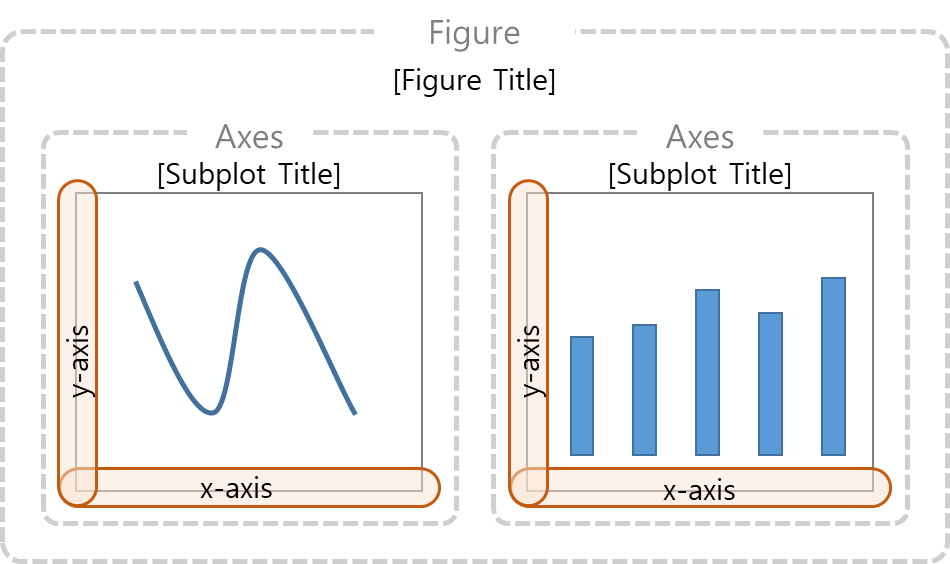 Figure
[Figure Title]
Axes
[Subplot Title]
y-axis
x-axis
Axes
[Subplot Title]
y-axis
x-axis